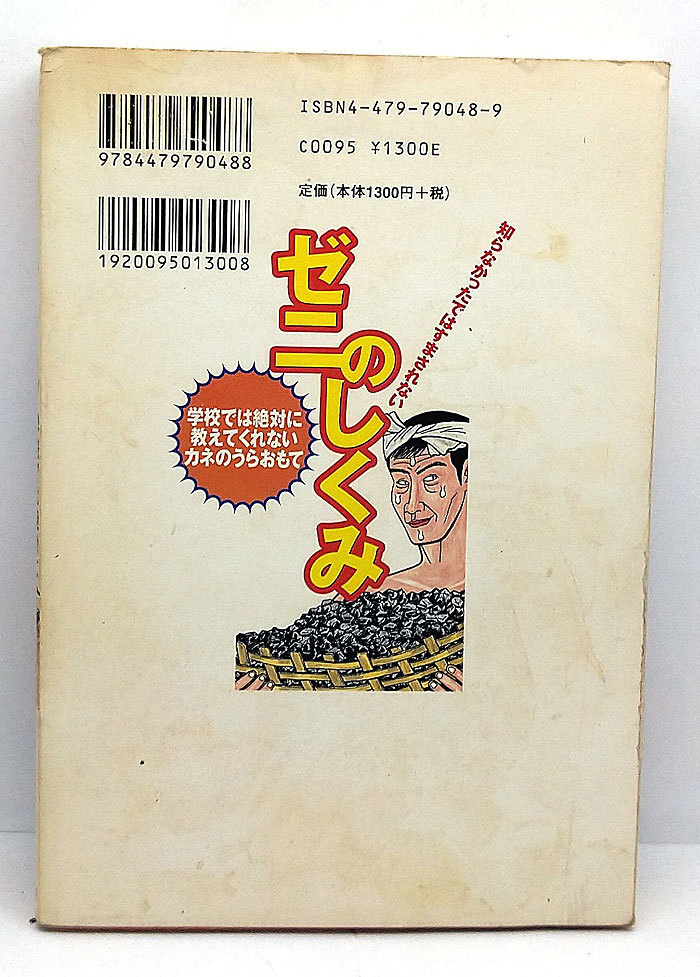 ISBN4-479-79048-9
9784479790488
C0095 ¥1300E
定価(本体1300円+税)
1920095013008
知らなかったではすまされない
ゼニのしくみ
学校では絶対に
教えてくれない
カネのうらおもて